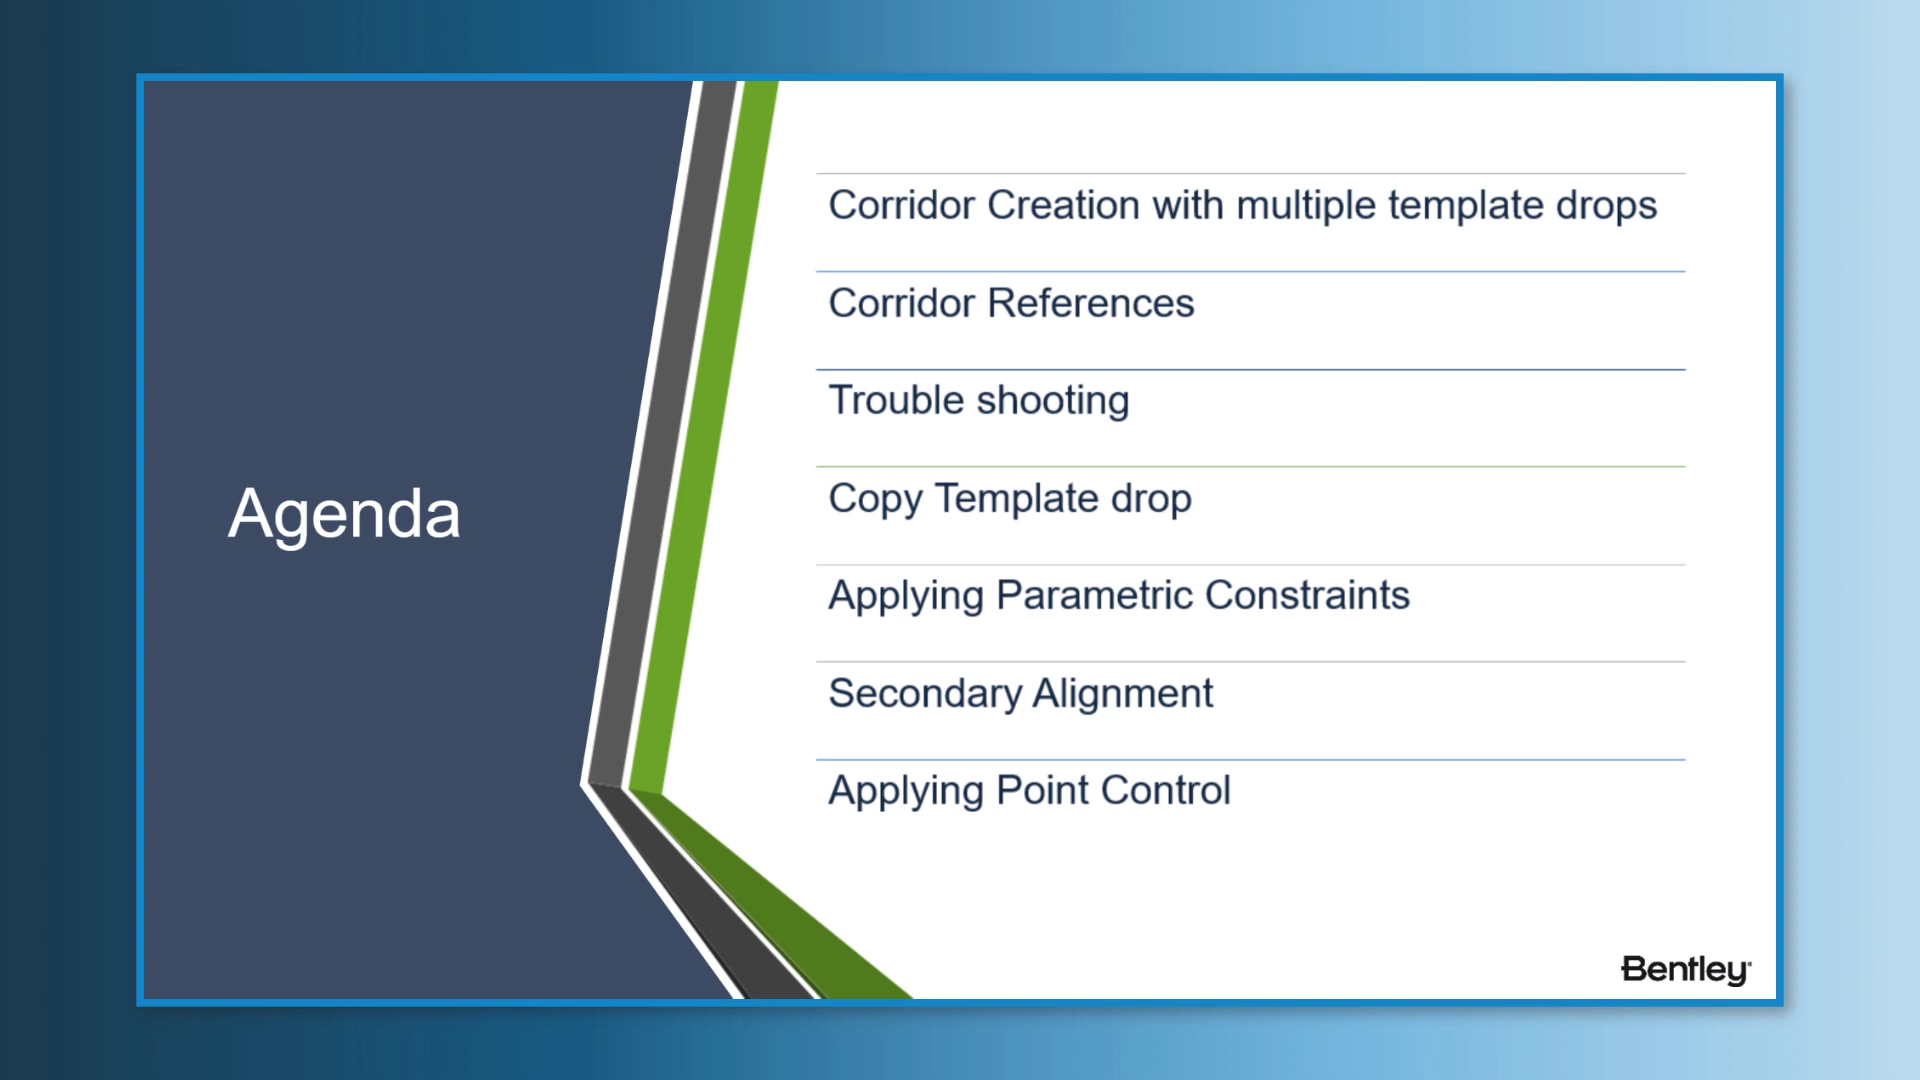 Agenda
Corridor Creation with multiple template drops
Corridor References
Trouble shooting
Copy Template drop
Applying Parametric Constraints
Secondary Alignment
Applying Point Control
Bentley